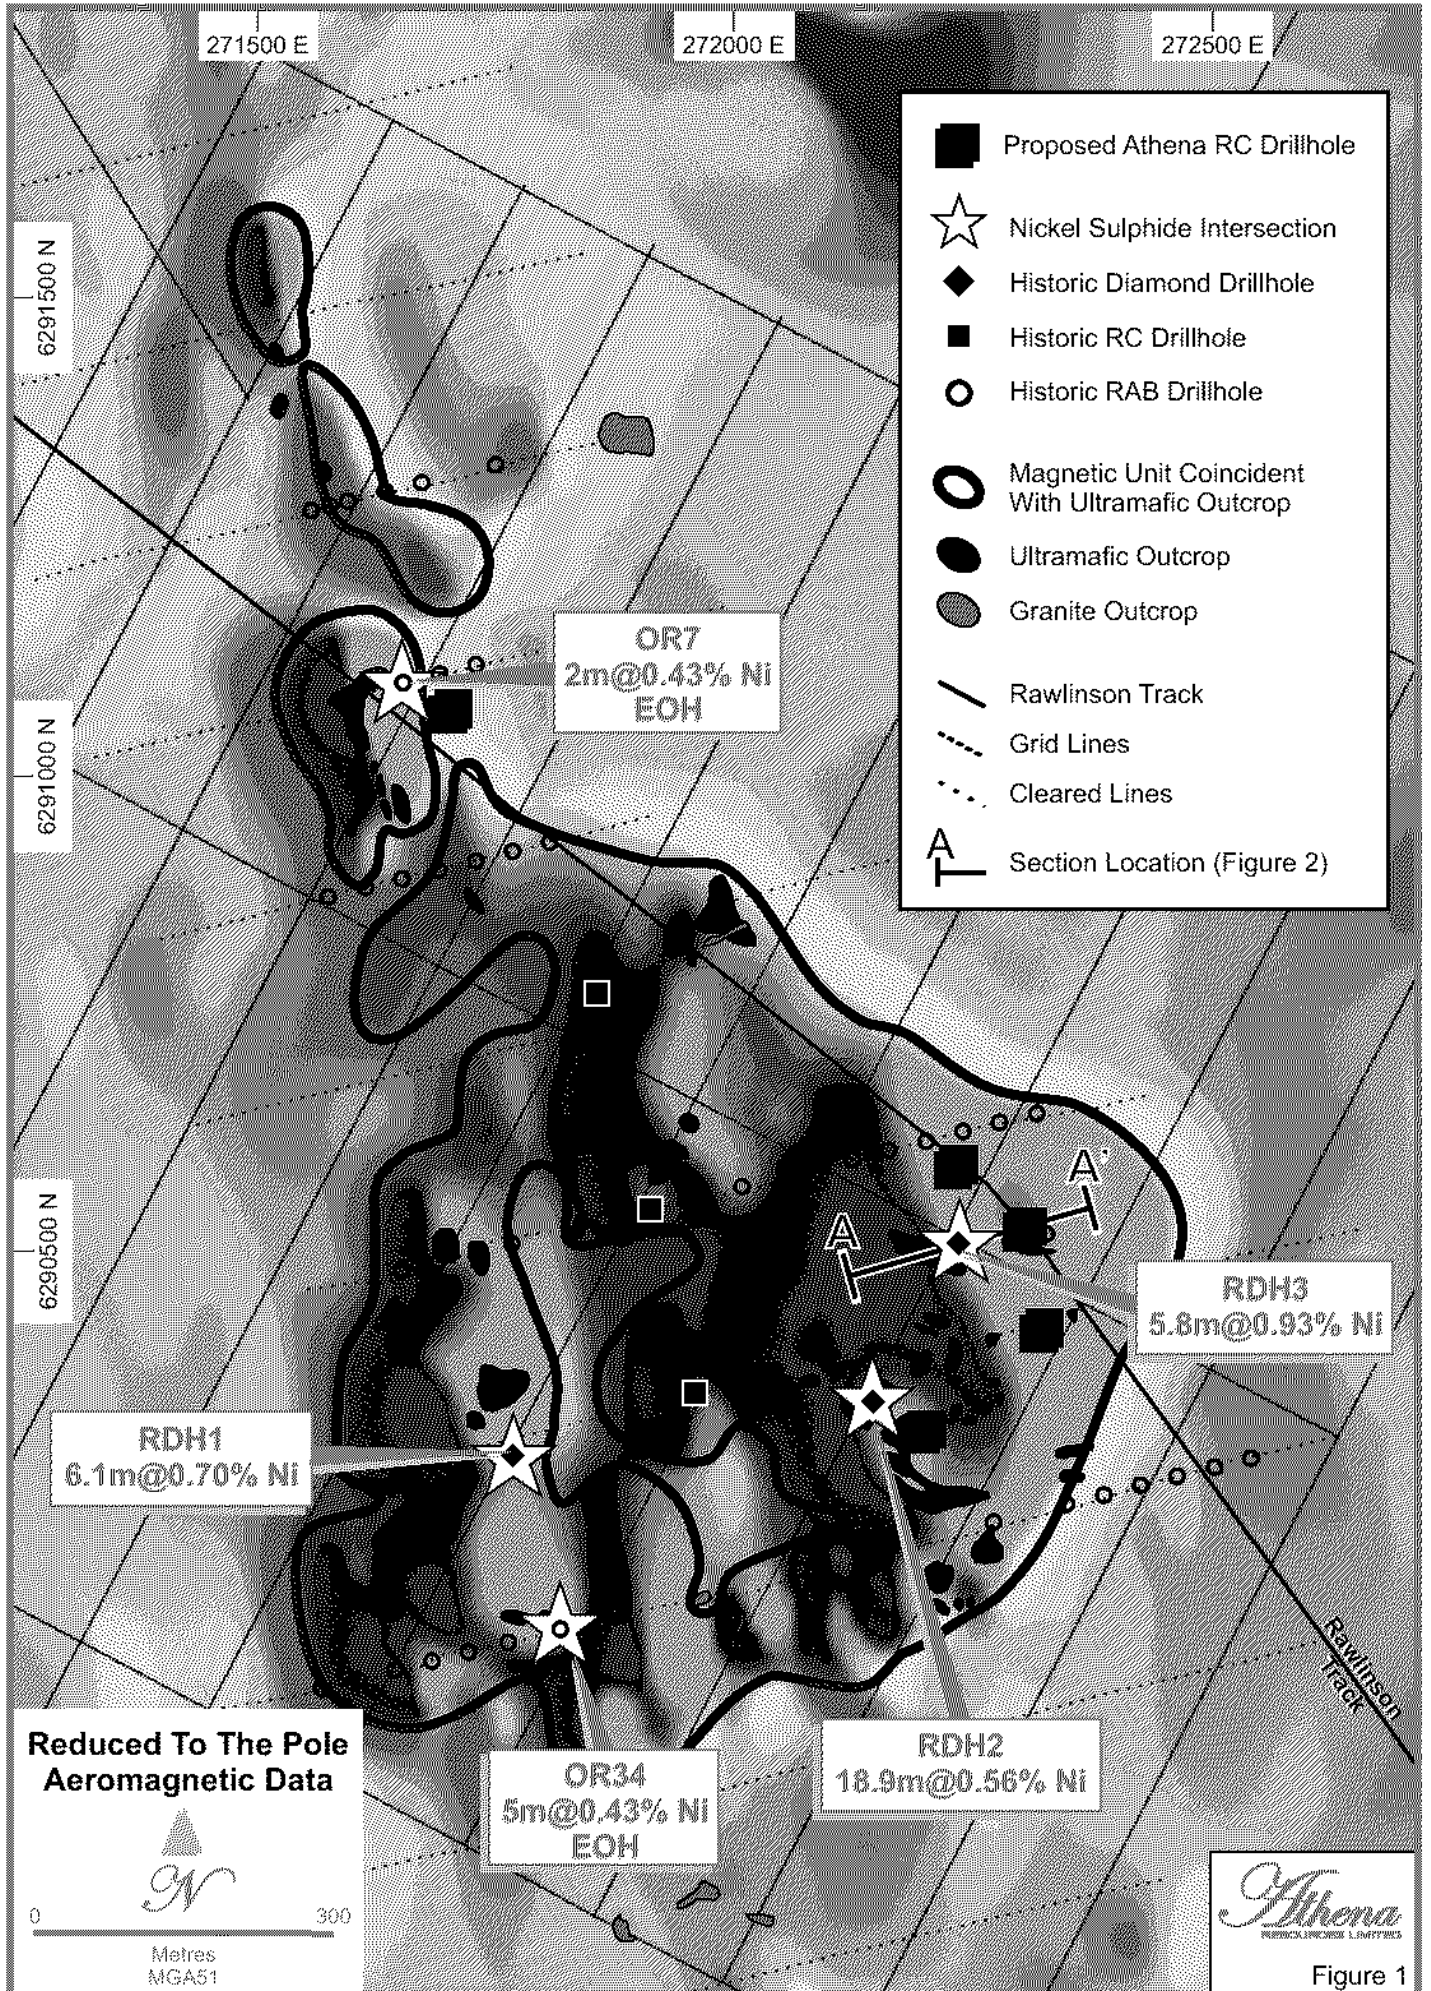 271500 E
272000 E
272500 E
Proposed Athena RC Drillhole
Nickel Sulphide Intersection
Historic Diamond Drillhole
Historic RC Drillhole
Historic RAB Drillhole
Magnetic Unit Coincident
With Ultramafic Outcrop
Ultramafic Outcrop
Granite Outcrop
Rawlinson Track
Grid Lines
Cleared Lines
A
Section Location (Figure 2)
6291500 N
6291000 N
6290500 N
OR7
2m@0.43% Ni
EOH
A
A'
RDH3
5.8m@0.93% Ni
RDH1
6.1m@0.70% Ni
Rawlinson
Track
RDH2
18.9m@0.56% Ni
OR34
5m@0.43% Ni
EOH
Reduced To The Pole
Aeromagnetic Data
N
0 300
Metres
MGA51
Athena
RESOURCES LIMITED
Figure 1